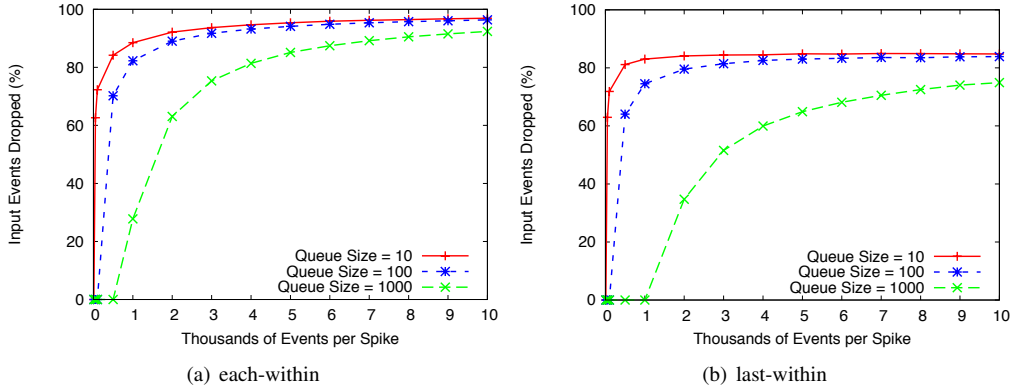 100
80
60
40
20
0
Input Events Dropped (%)
Queue Size = 10
Queue Size = 100
Queue Size = 1000
0 1 2 3 4 5 6 7 8 9 10
Thousands of Events per Spike
(a) each-within
100
80
60
40
20
0
Input Events Dropped (%)
Queue Size = 10
Queue Size = 100
Queue Size = 1000
0 1 2 3 4 5 6 7 8 9 10
Thousands of Events per Spike
(b) last-within